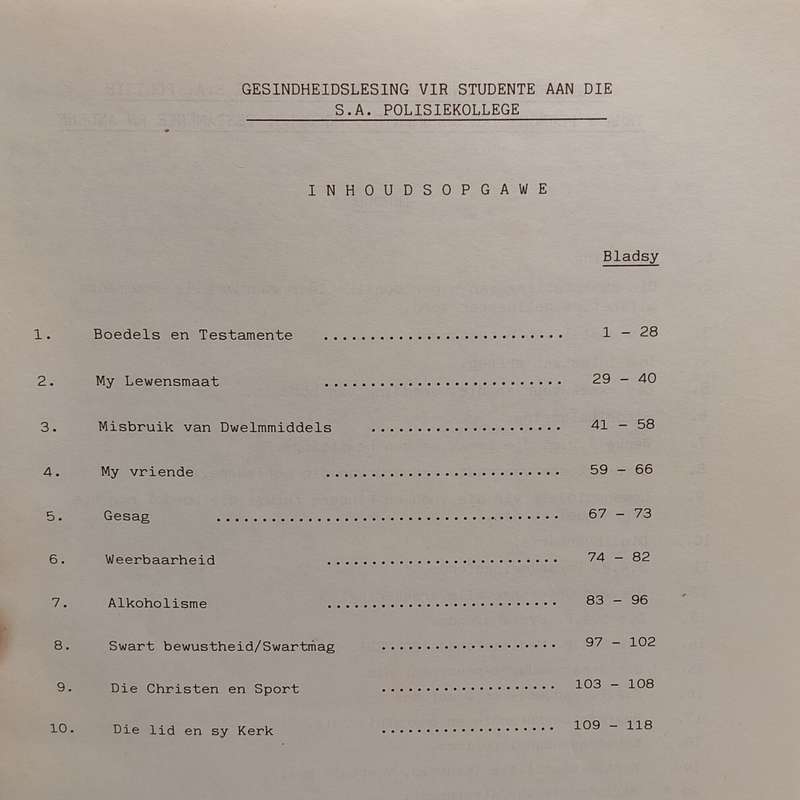 GESINDHEIDSLESING VIR STUDENTE AAN DIE
S.A. POLISIEKOLLEGE
INHOUDSOPGAWE
Bladsy
1. Boedels en Testamente .......................... 1 - 28
2. My Lewensmaat .......................... 29 - 40
3. Misbruik van Dwelmmiddels ..................... 41 - 58
4. My vriende .......................... 59 - 66
5. Gesag ...................................... 67 - 73
6. Weerbaarheid .......................... 74 - 82
7. Alkoholisme .......................... 83 - 96
8. Swart bewustheid/Swartmag .................... 97 - 102
9. Die Christen en Sport .................... 103 - 108
10. Die lid en sy Kerk .................... 109 - 118